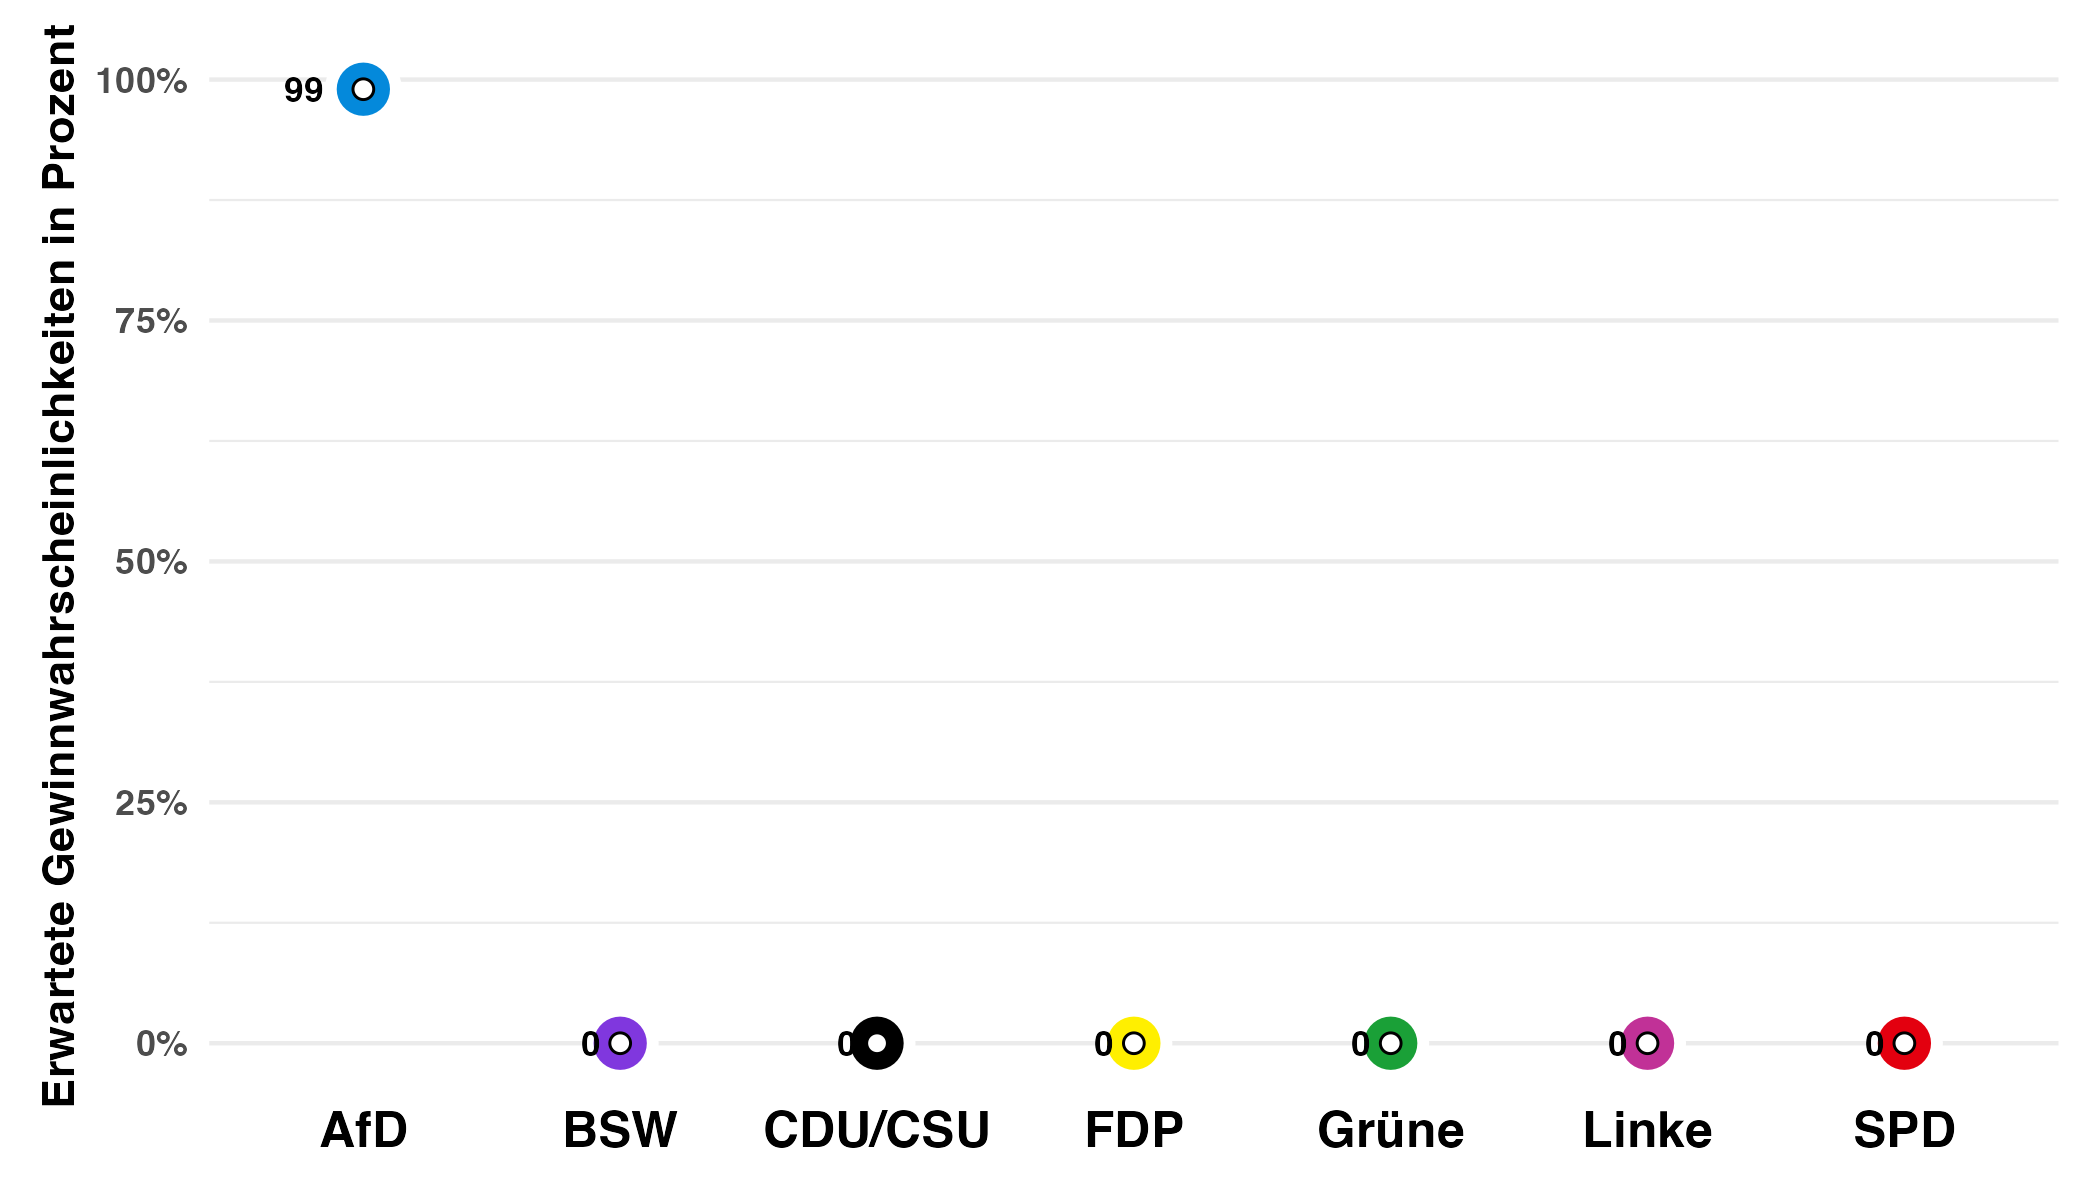 Erwartete Gewinnwahrscheinlichkeiten in Prozent
100%
99
75%
50%
25%
0%
0 0 0 0 0 0
AfD BSW CDU/CSU FDP Grüne Linke SPD